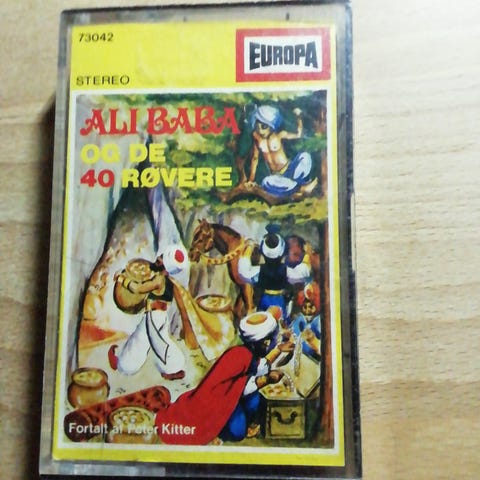 73042
EUROPA
STEREO
ALI BABA
OG DE
40 RØVERE
Fortalt af Peter Kitter